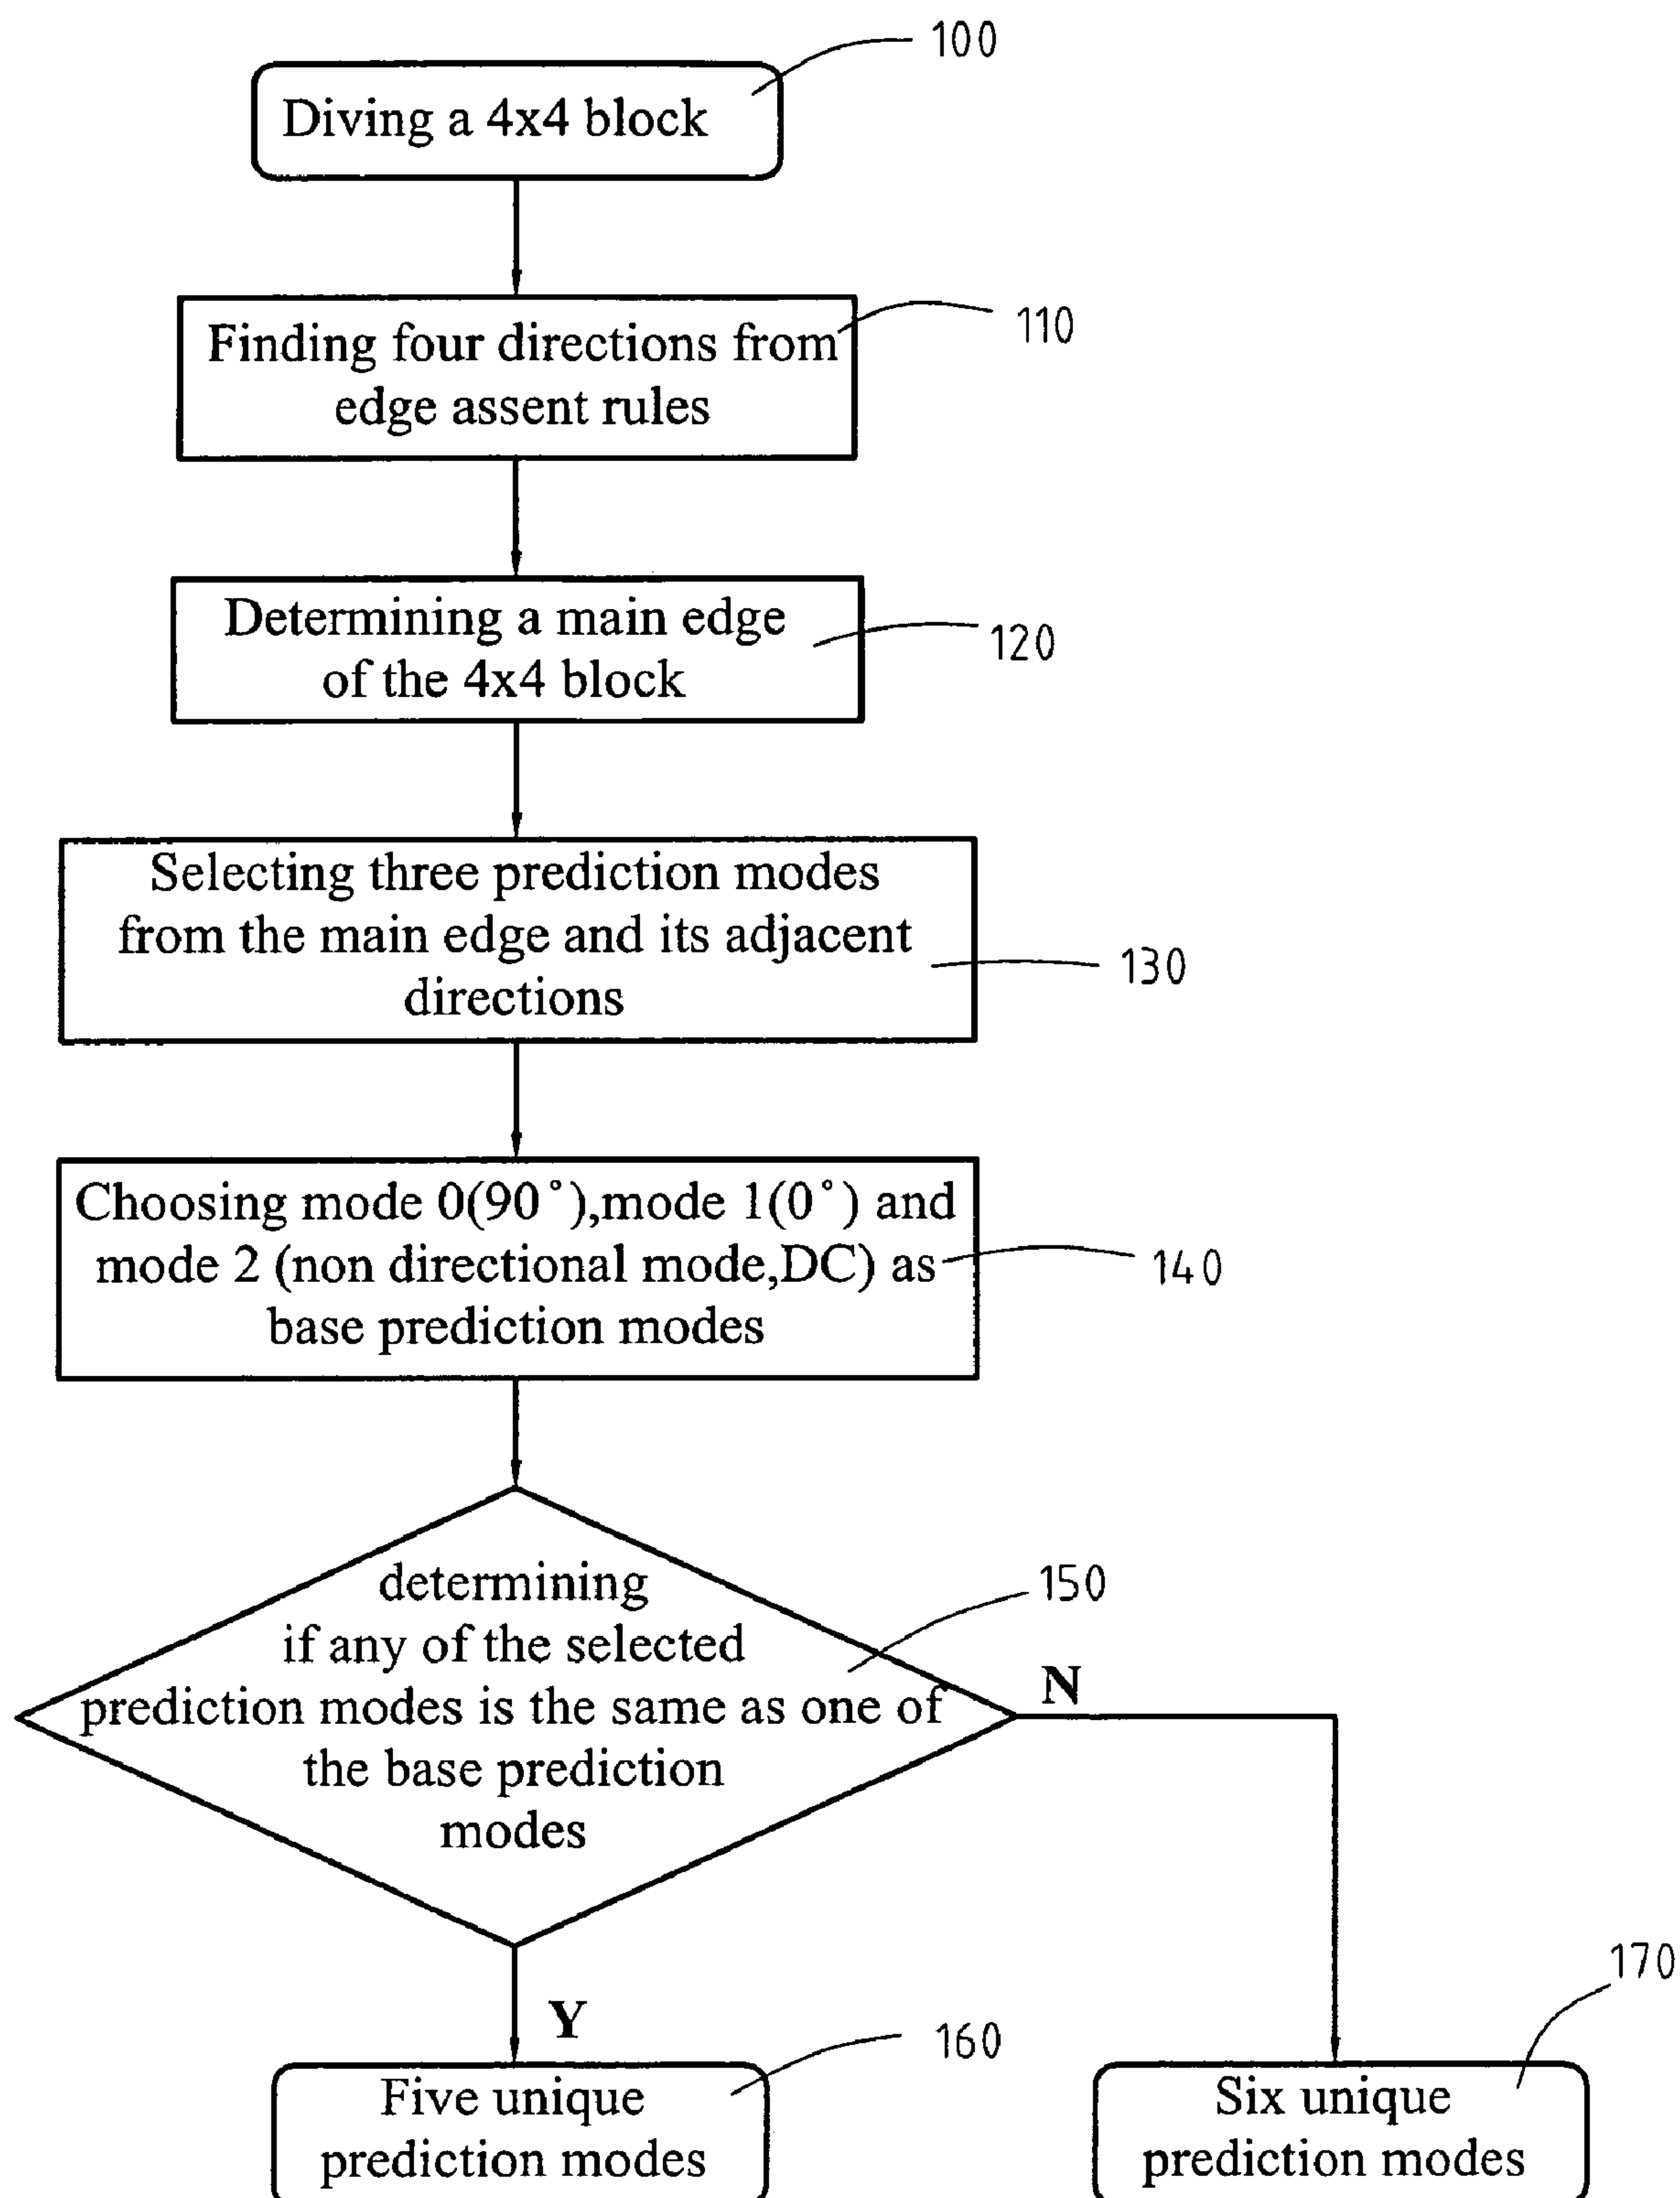 100
Diving a 4x4 block
110
Finding four directions from
edge assent rules
120
Determining a main edge
of the 4x4 block
Selecting three prediction modes
from the main edge and its adjacent
directions
130
Choosing mode 0(90°),mode 1(0°) and
mode 2 (non directional mode,DC) as
base prediction modes
140
determining
if any of the selected
prediction modes is the same as one of
the base prediction
modes
150
N
Y
160
Five unique
prediction modes
170
Six unique
prediction modes